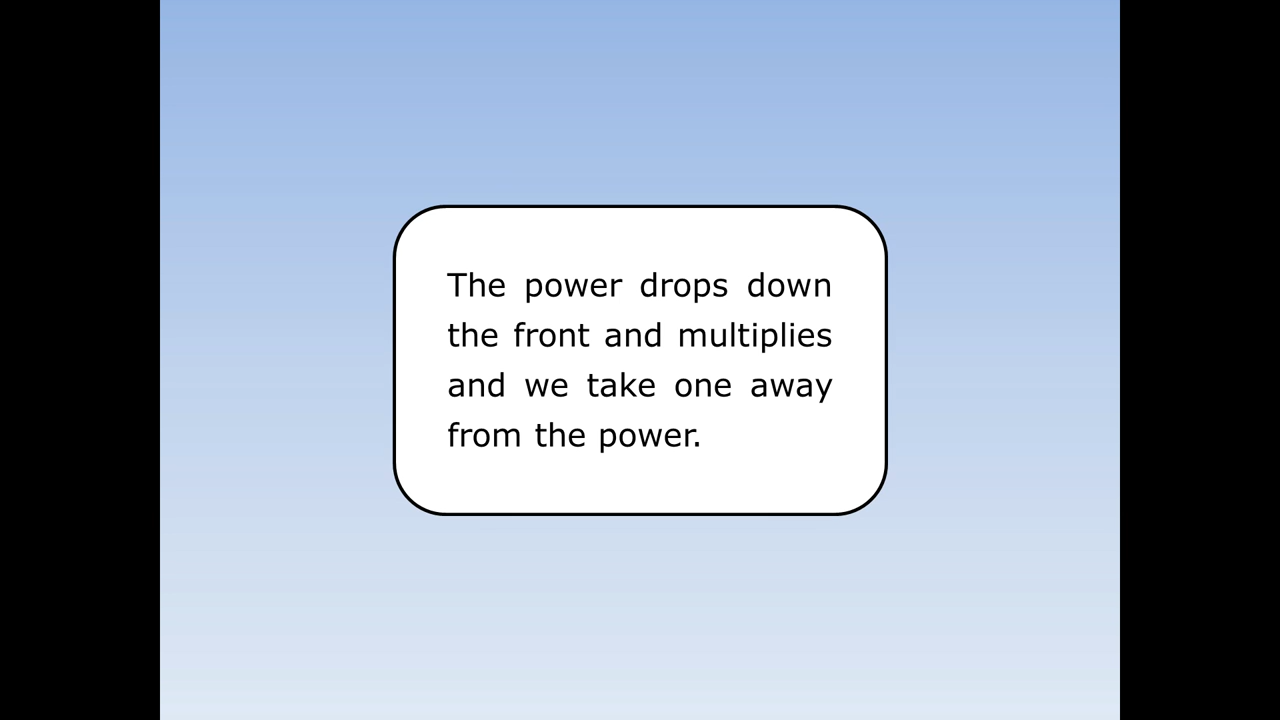 The power drops down
the front and multiplies
and we take one away
from the power.